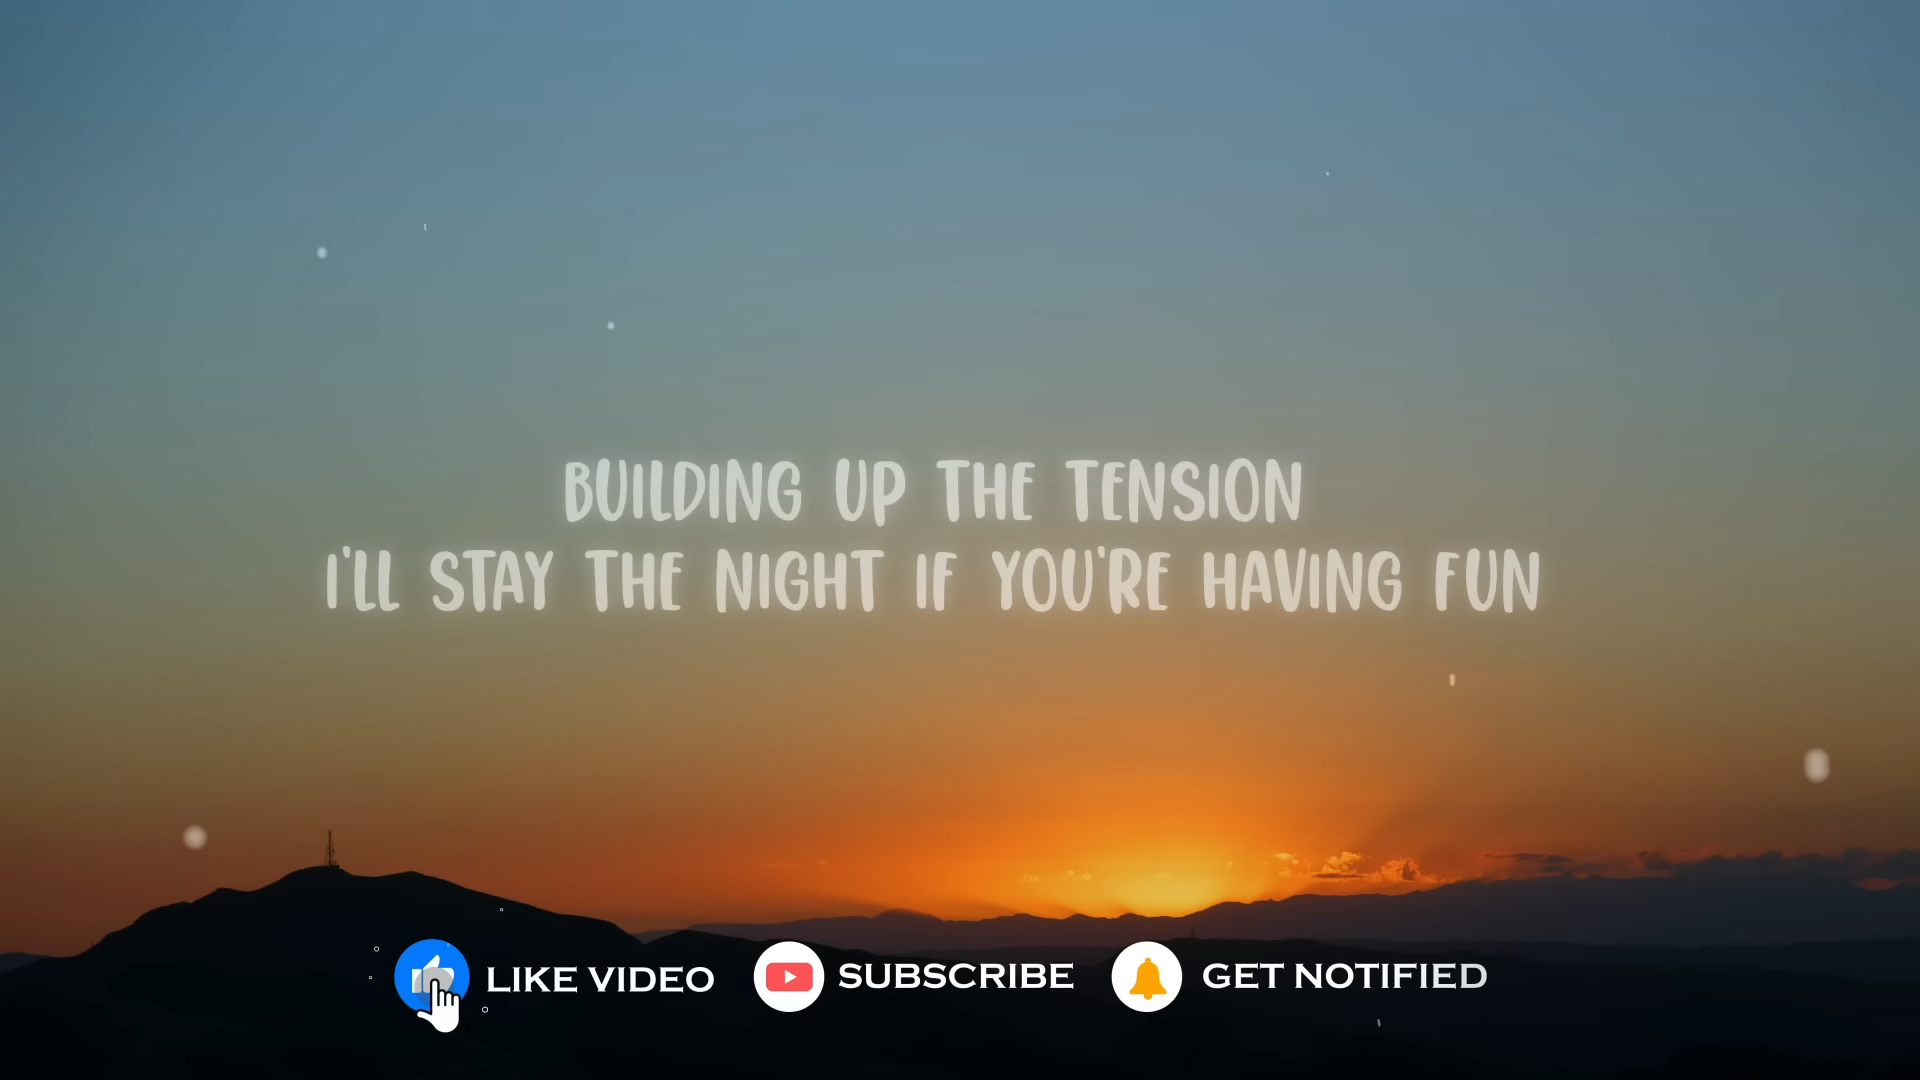 BUILDING UP THE TENSION
I'LL STAY THE NIGHT IF YOU'RE HAVING FUN
LIKE VIDEO SUBSCRIBE GET NOTIFIED